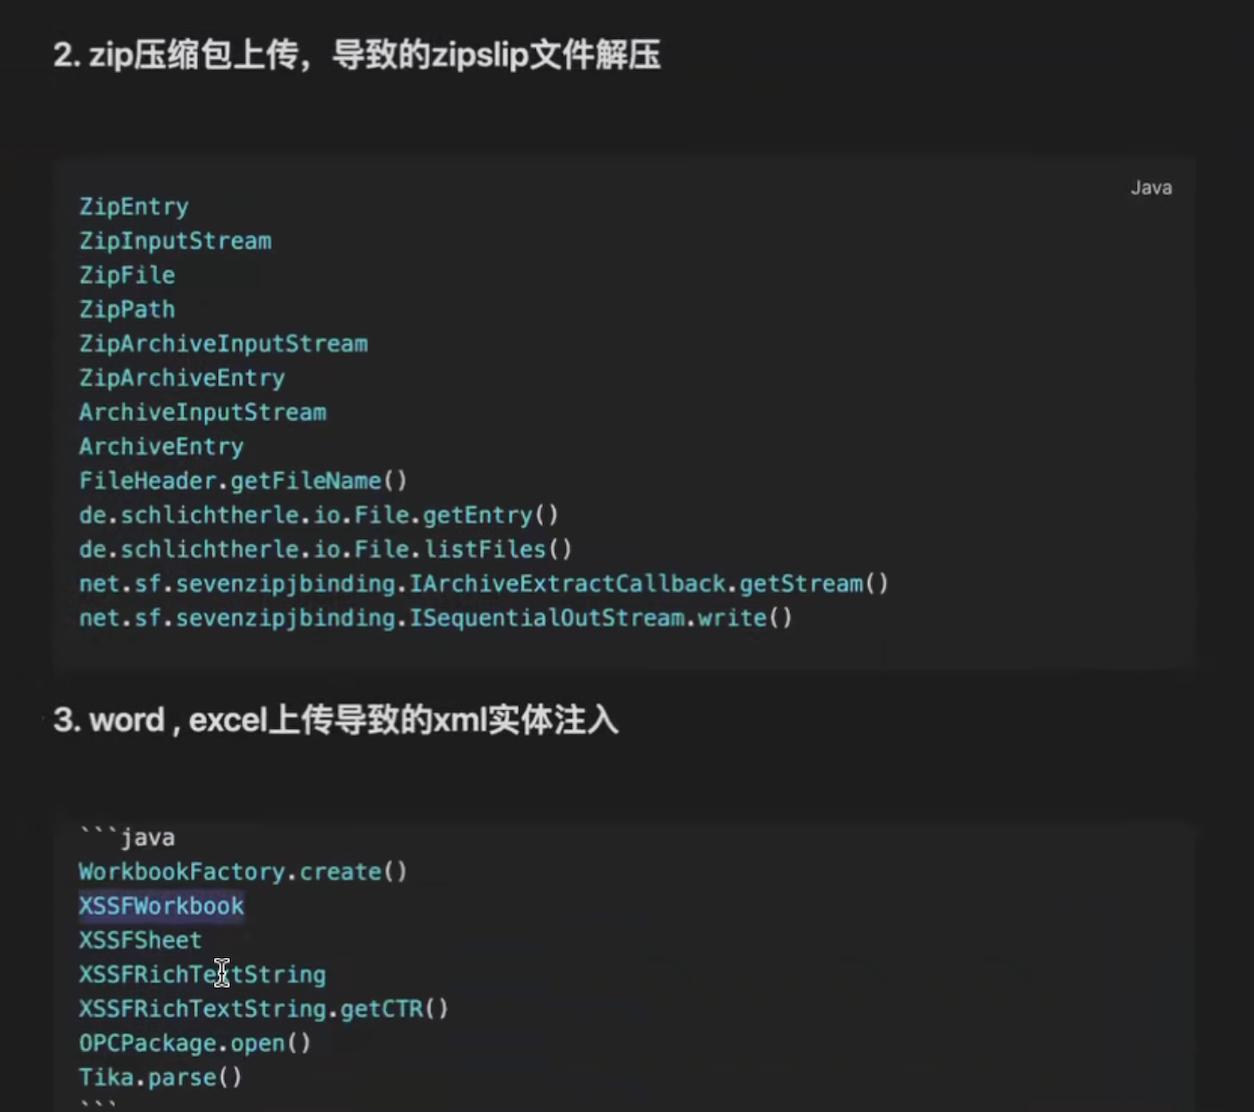 2. zip压缩包上传，导致的zipslip文件解压
Java
ZipEntry
ZipInputStream
ZipFile
ZipPath
ZipArchiveInputStream
ZipArchiveEntry
ArchiveInputStream
ArchiveEntry
FileHeader.getFileName()
de.schlichtherle.io.File.getEntry()
de.schlichtherle.io.File.listFiles()
net.sf.sevenzipjbinding.IArchiveExtractCallback.getStream()
net.sf.sevenzipjbinding.ISequentialOutStream.write()
3. word , excel上传导致的xml实体注入
```java
WorkbookFactory.create()
XSSFWorkbook
XSSFSheet
XSSFRichTextString
XSSFRichTextString.getCTR()
OPCPackage.open()
Tika.parse()
```